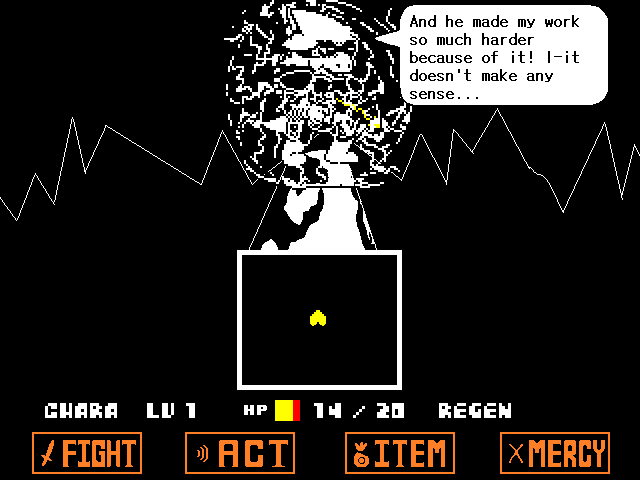 And he made my work
so much harder
because of it! I-it
doesn't make any
sense...
CHARA LV 1 HP 14 / 20 REGEN
FIGHT ACT ITEM MERCY